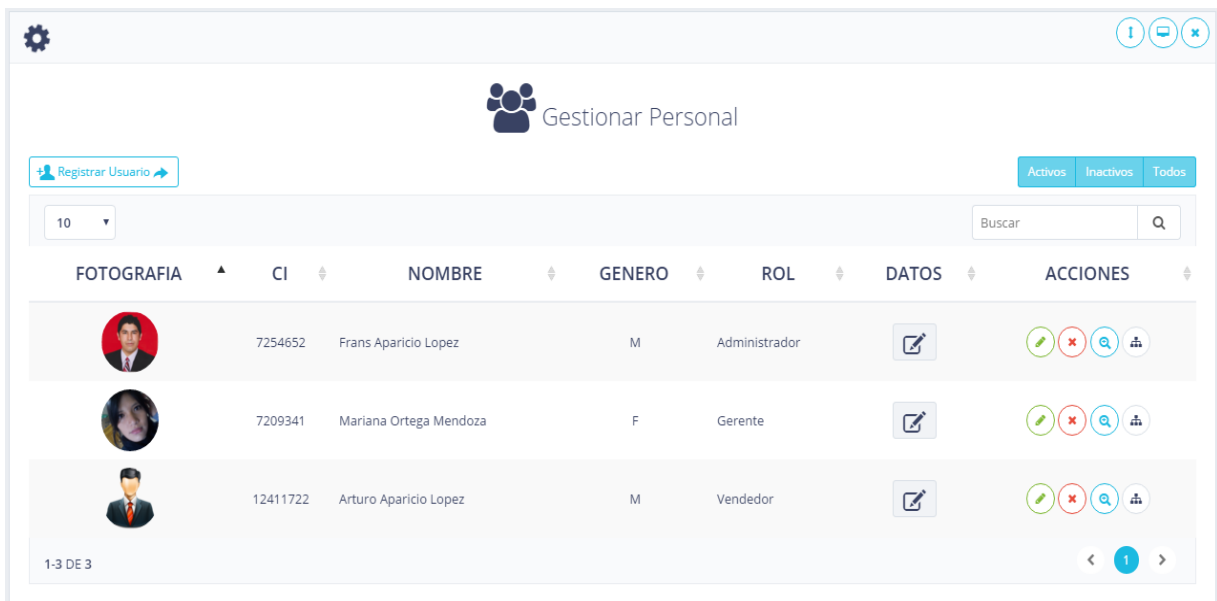 Gestionar Personal
Registrar Usuario
Activos Inactivos Todos
10
Buscar
FOTOGRAFIA CI NOMBRE GENERO ROL DATOS ACCIONES
7254652 Frans Aparicio Lopez M Administrador
7209341 Mariana Ortega Mendoza F Gerente
12411722 Arturo Aparicio Lopez M Vendedor
1-3 DE 3
1